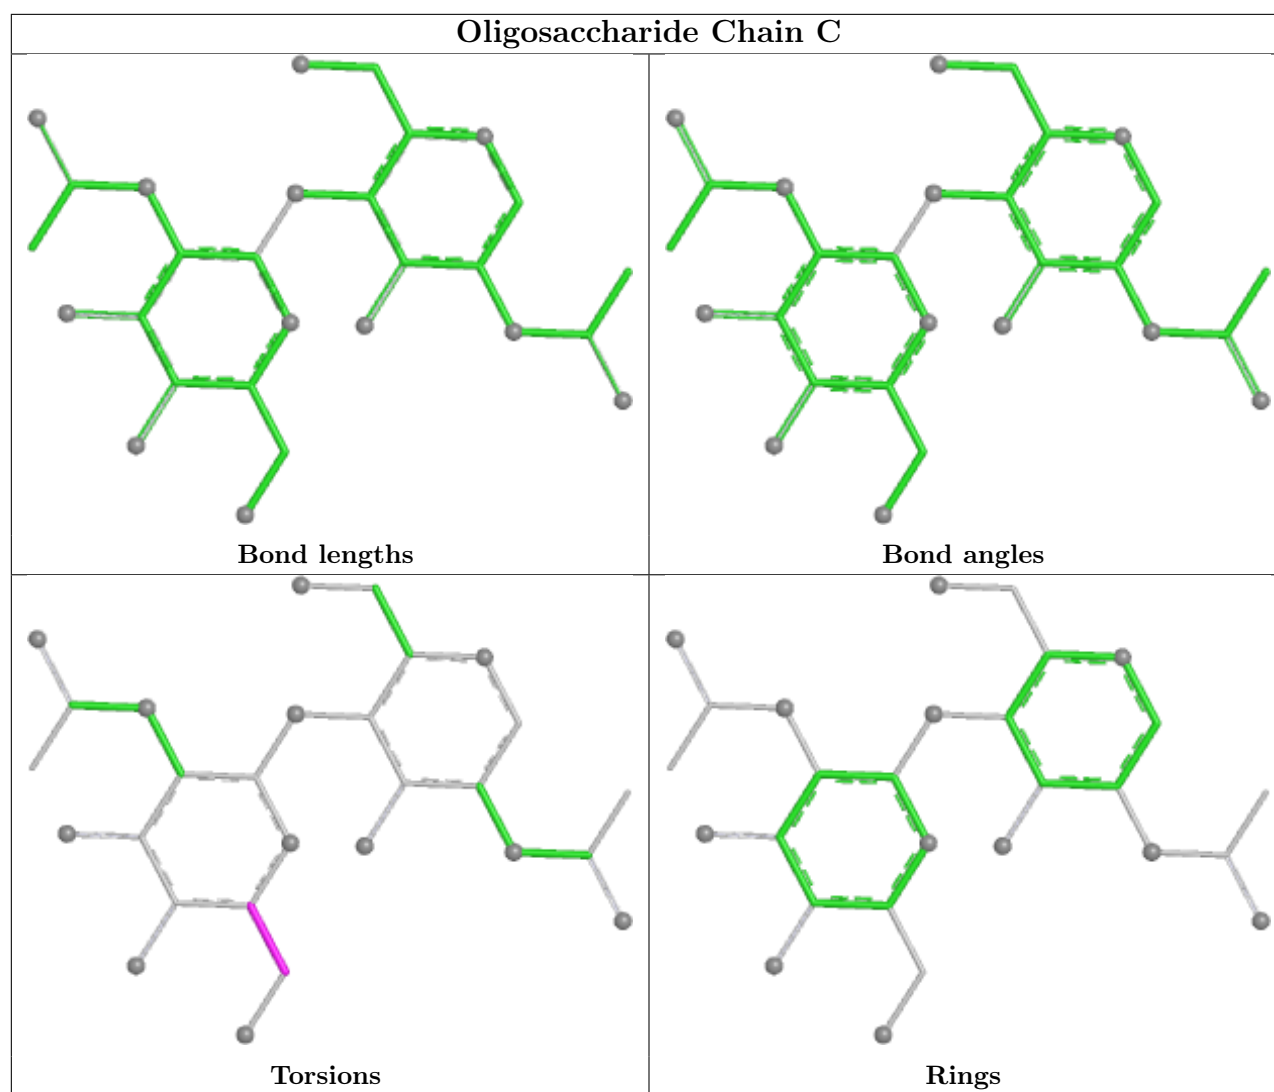 Oligosaccharide Chain C
Bond lengths
Bond angles
Torsions
Rings